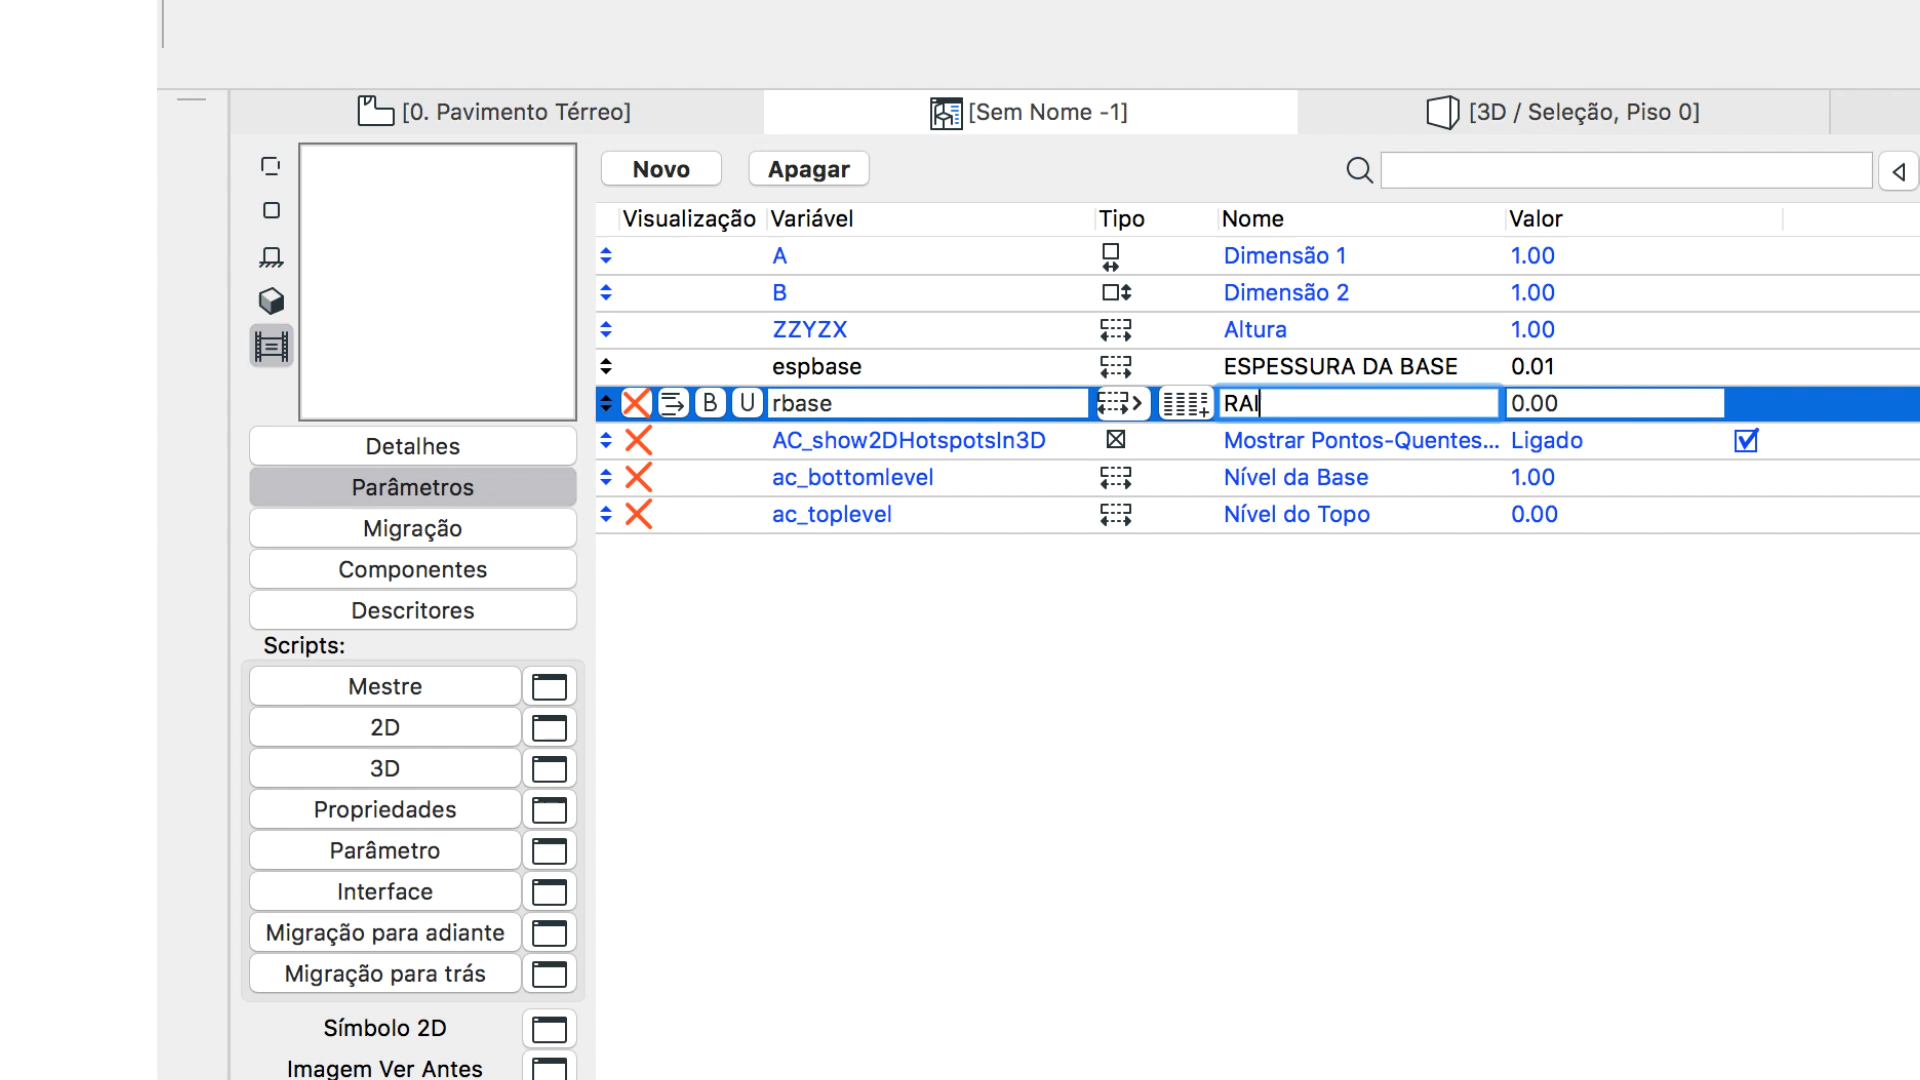 [0. Pavimento Térreo]
[Sem Nome -1]
[3D / Seleção, Piso 0]
Novo
Apagar
Visualização Variável Tipo Nome Valor
A Dimensão 1 1.00
B Dimensão 2 1.00
ZZYZX Altura 1.00
espbase ESPESSURA DA BASE 0.01
B U rbase RAI 0.00
AC_show2DHotspotsIn3D Mostrar Pontos-Quentes... Ligado
ac_bottomlevel Nível da Base 1.00
ac_toplevel Nível do Topo 0.00
Detalhes
Parâmetros
Migração
Componentes
Descritores
Scripts:
Mestre
2D
3D
Propriedades
Parâmetro
Interface
Migração para adiante
Migração para trás
Símbolo 2D
Imagem Ver Antes